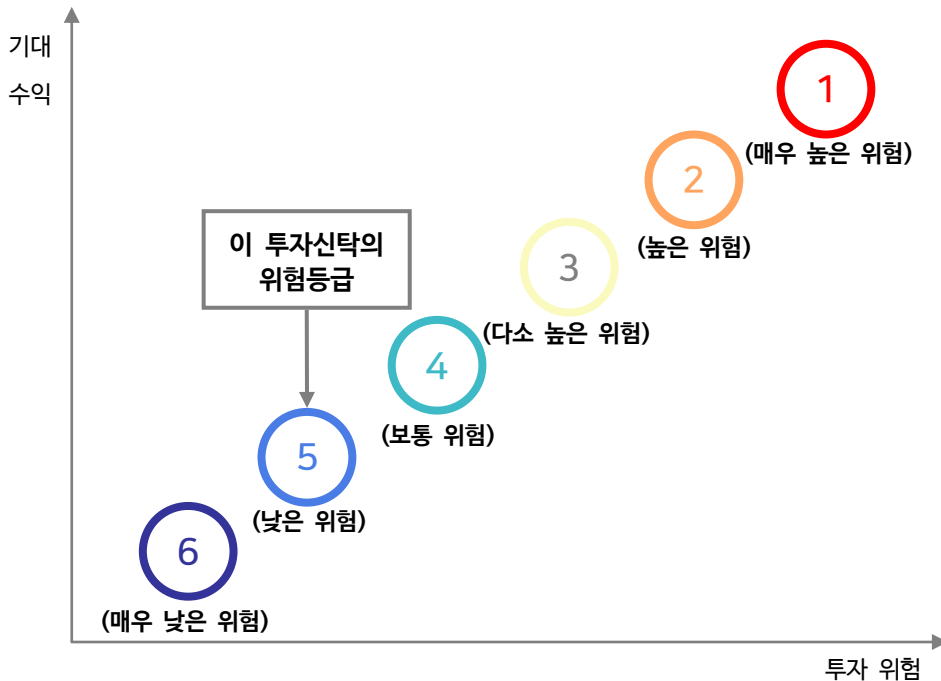 기대
수익
1
(매우 높은 위험)
2
(높은 위험)
이 투자신탁의
위험등급
3
(다소 높은 위험)
4
(보통 위험)
5
(낮은 위험)
6
(매우 낮은 위험)
투자 위험